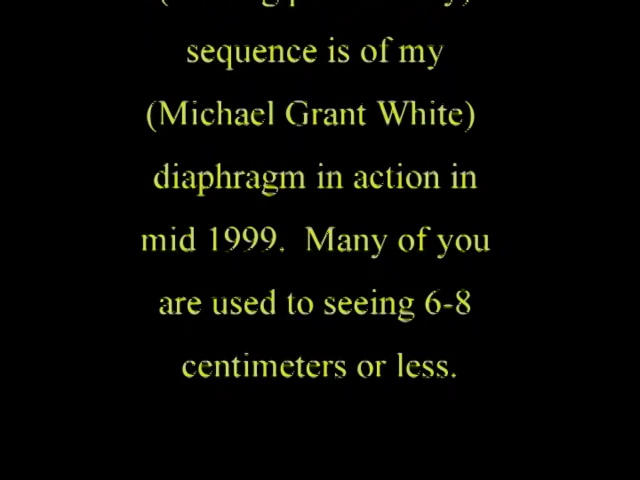 sequence is of my
(Michael Grant White)
diaphragm in action in
mid 1999.  Many of you
are used to seeing 6-8
centimeters or less.